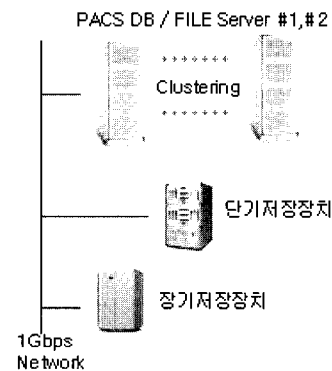 PACS DB / FILE Server #1,#2
Clustering
단기저장장치
장기저장장치
1Gbps
Network